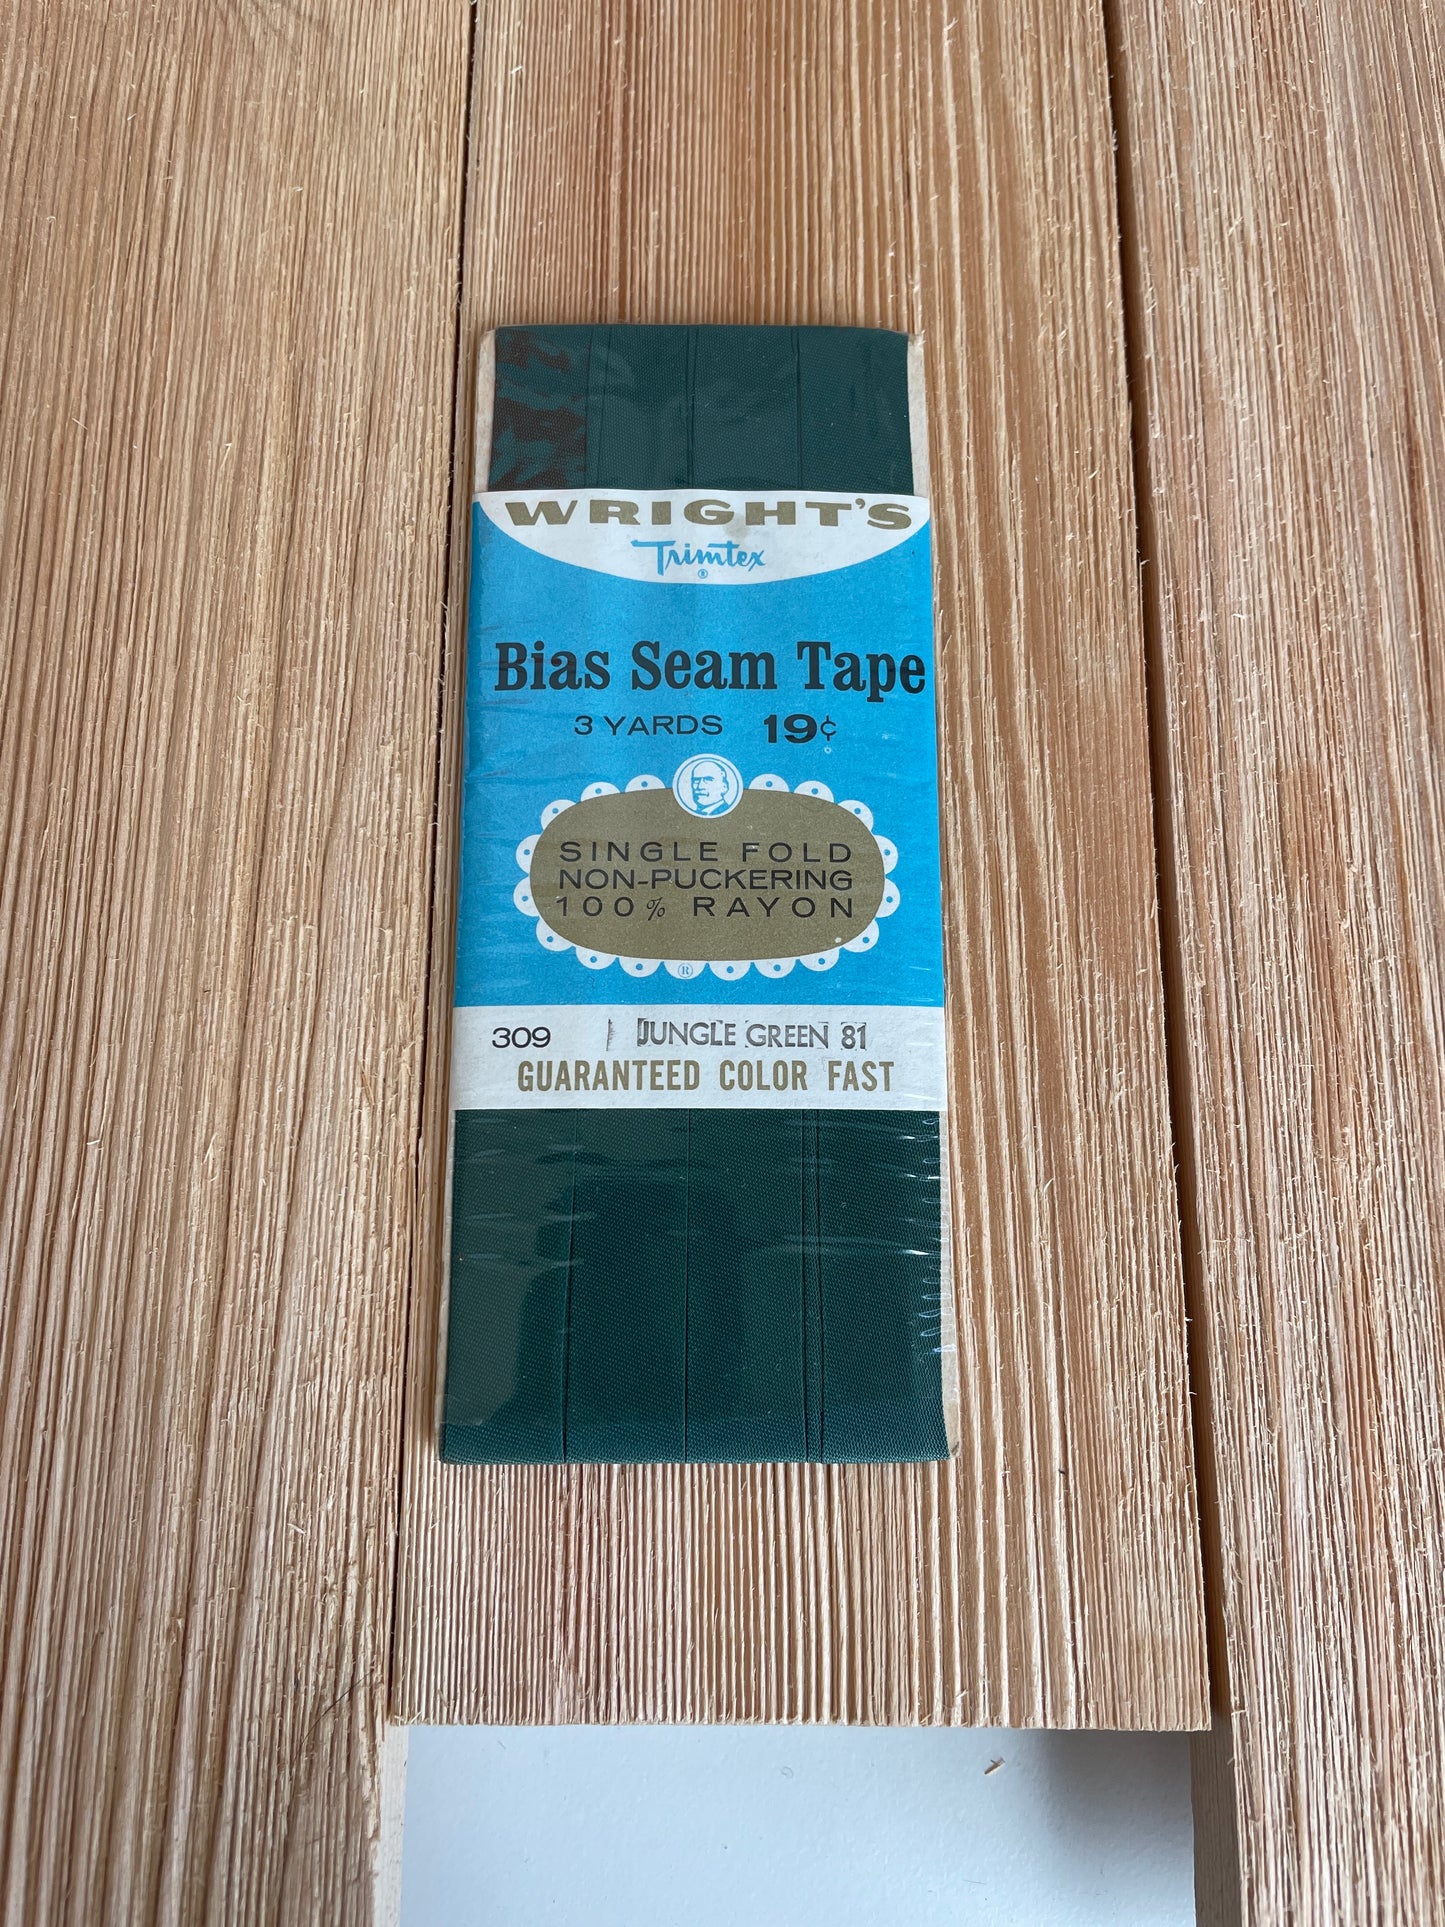 WRIGHT'S
Trimtex
®
Bias Seam Tape
3 YARDS 19¢
SINGLE FOLD
NON-PUCKERING
100% RAYON
®
309 JUNGLE GREEN 81
GUARANTEED COLOR FAST